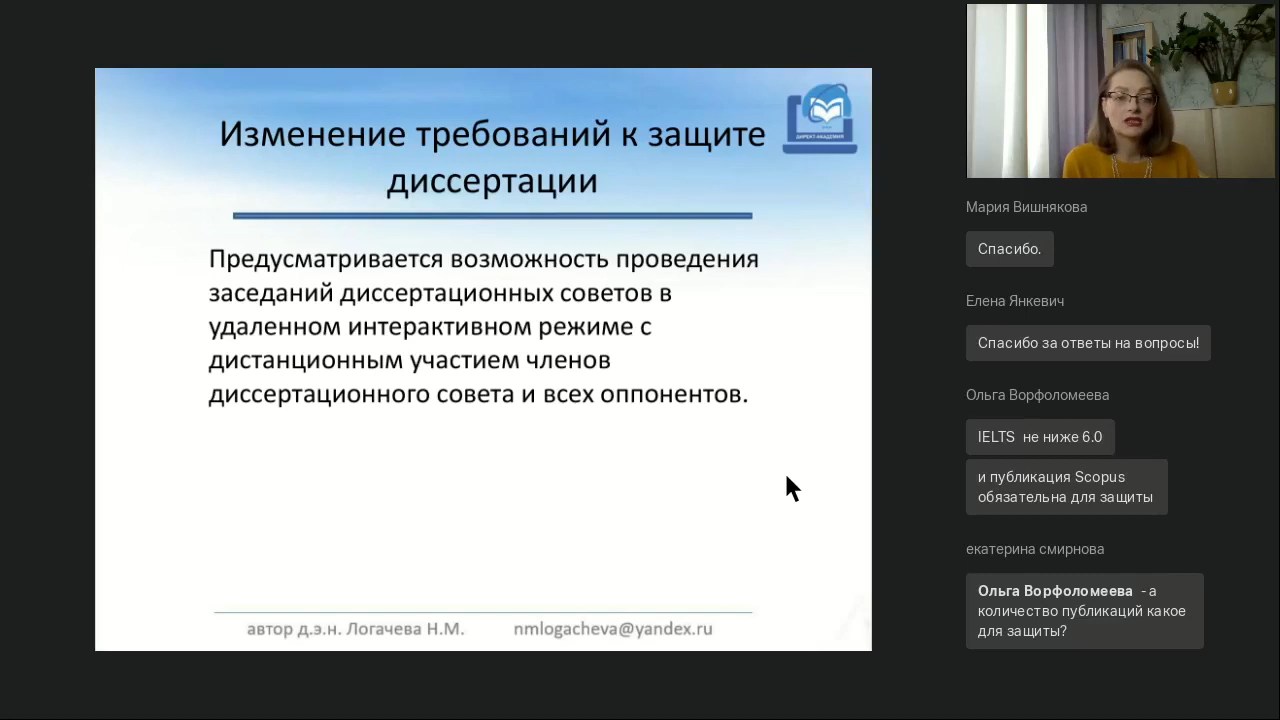 Изменение требований к защите
диссертации
ДИРЕКТ-АКАДЕМИЯ
Предусматривается возможность проведения
заседаний диссертационных советов в
удаленном интерактивном режиме с
дистанционным участием членов
диссертационного совета и всех оппонентов.
автор д.э.н. Логачева Н.М. nmlogacheva@yandex.ru
Мария Вишнякова
Спасибо.
Елена Янкевич
Спасибо за ответы на вопросы!
Ольга Ворфоломеева
IELTS не ниже 6.0
и публикация Scopus
обязательна для защиты
екатерина смирнова
Ольга Ворфоломеева - а
количество публикаций какое
для защиты?